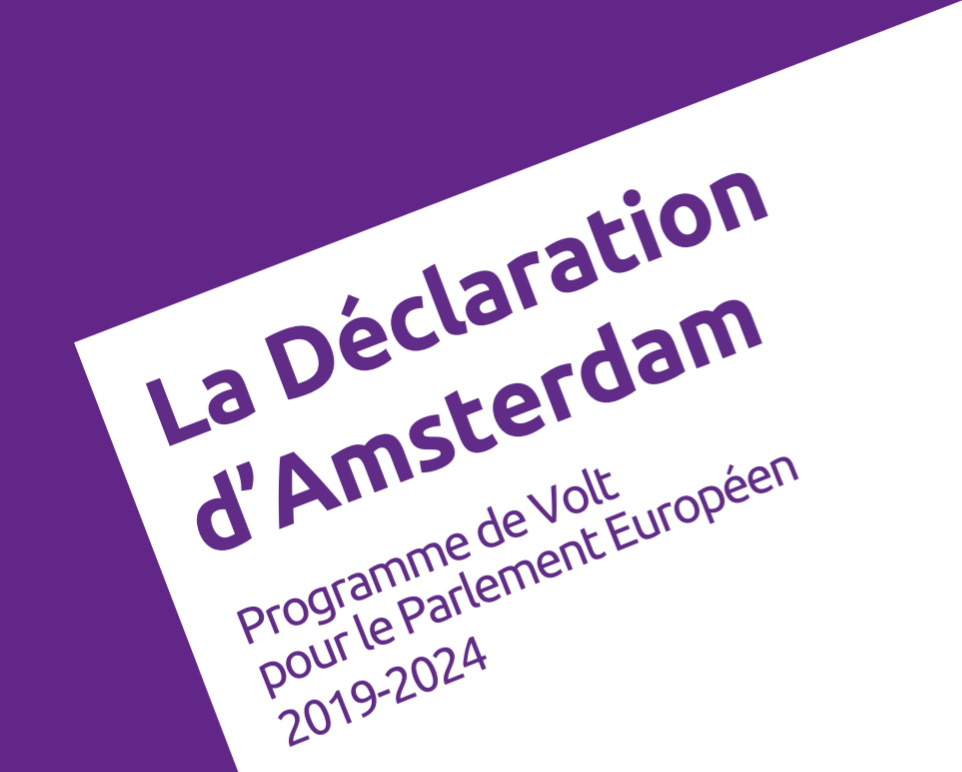 La Déclaration
d'Amsterdam
Programme de Volt
pour le Parlement Européen
2019-2024